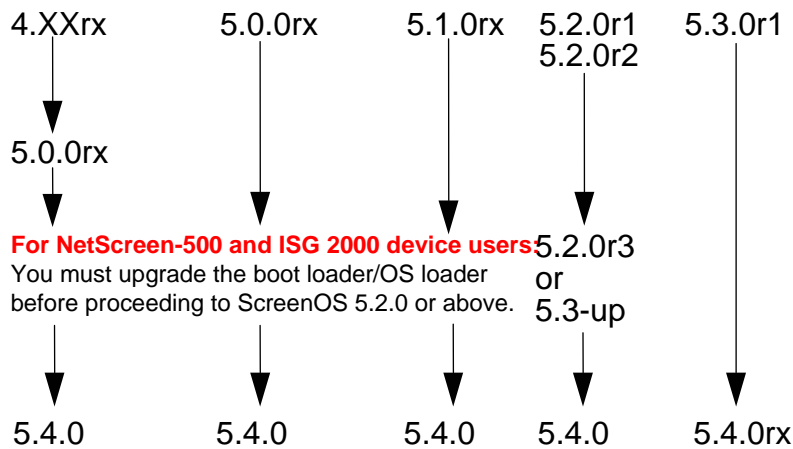 4.XXrx 5.0.0rx 5.1.0rx 5.2.0r1 5.3.0r1
5.2.0r2
5.0.0rx
For NetScreen-500 and ISG 2000 device users: 5.2.0r3
You must upgrade the boot loader/OS loader or
before proceeding to ScreenOS 5.2.0 or above. 5.3-up
5.4.0 5.4.0 5.4.0 5.4.0 5.4.0rx